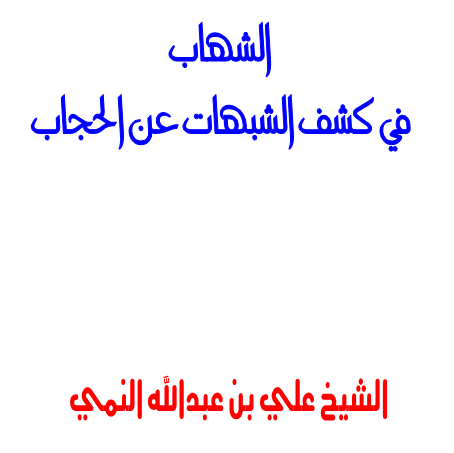 الشهاب
في كشف الشبهات عن الحجاب
الشيخ علي بن عبدالله النمي